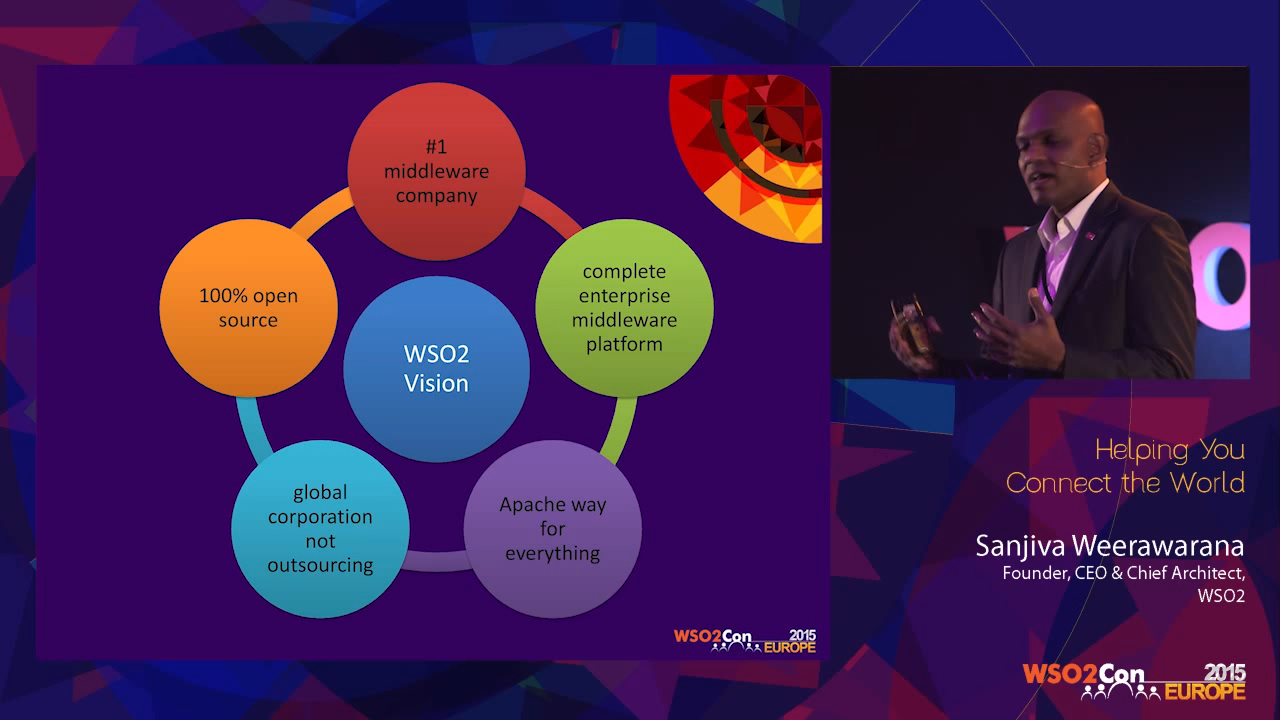 #1
middleware
company
complete
enterprise
middleware
platform
Apache way
for
everything
global
corporation
not
outsourcing
100% open
source
WSO2
Vision
WSO2Con 2015
EUROPE
Helping You
Connect the World
Sanjiva Weerawarana
Founder, CEO & Chief Architect,
WSO2
WSO2Con 2015
EUROPE